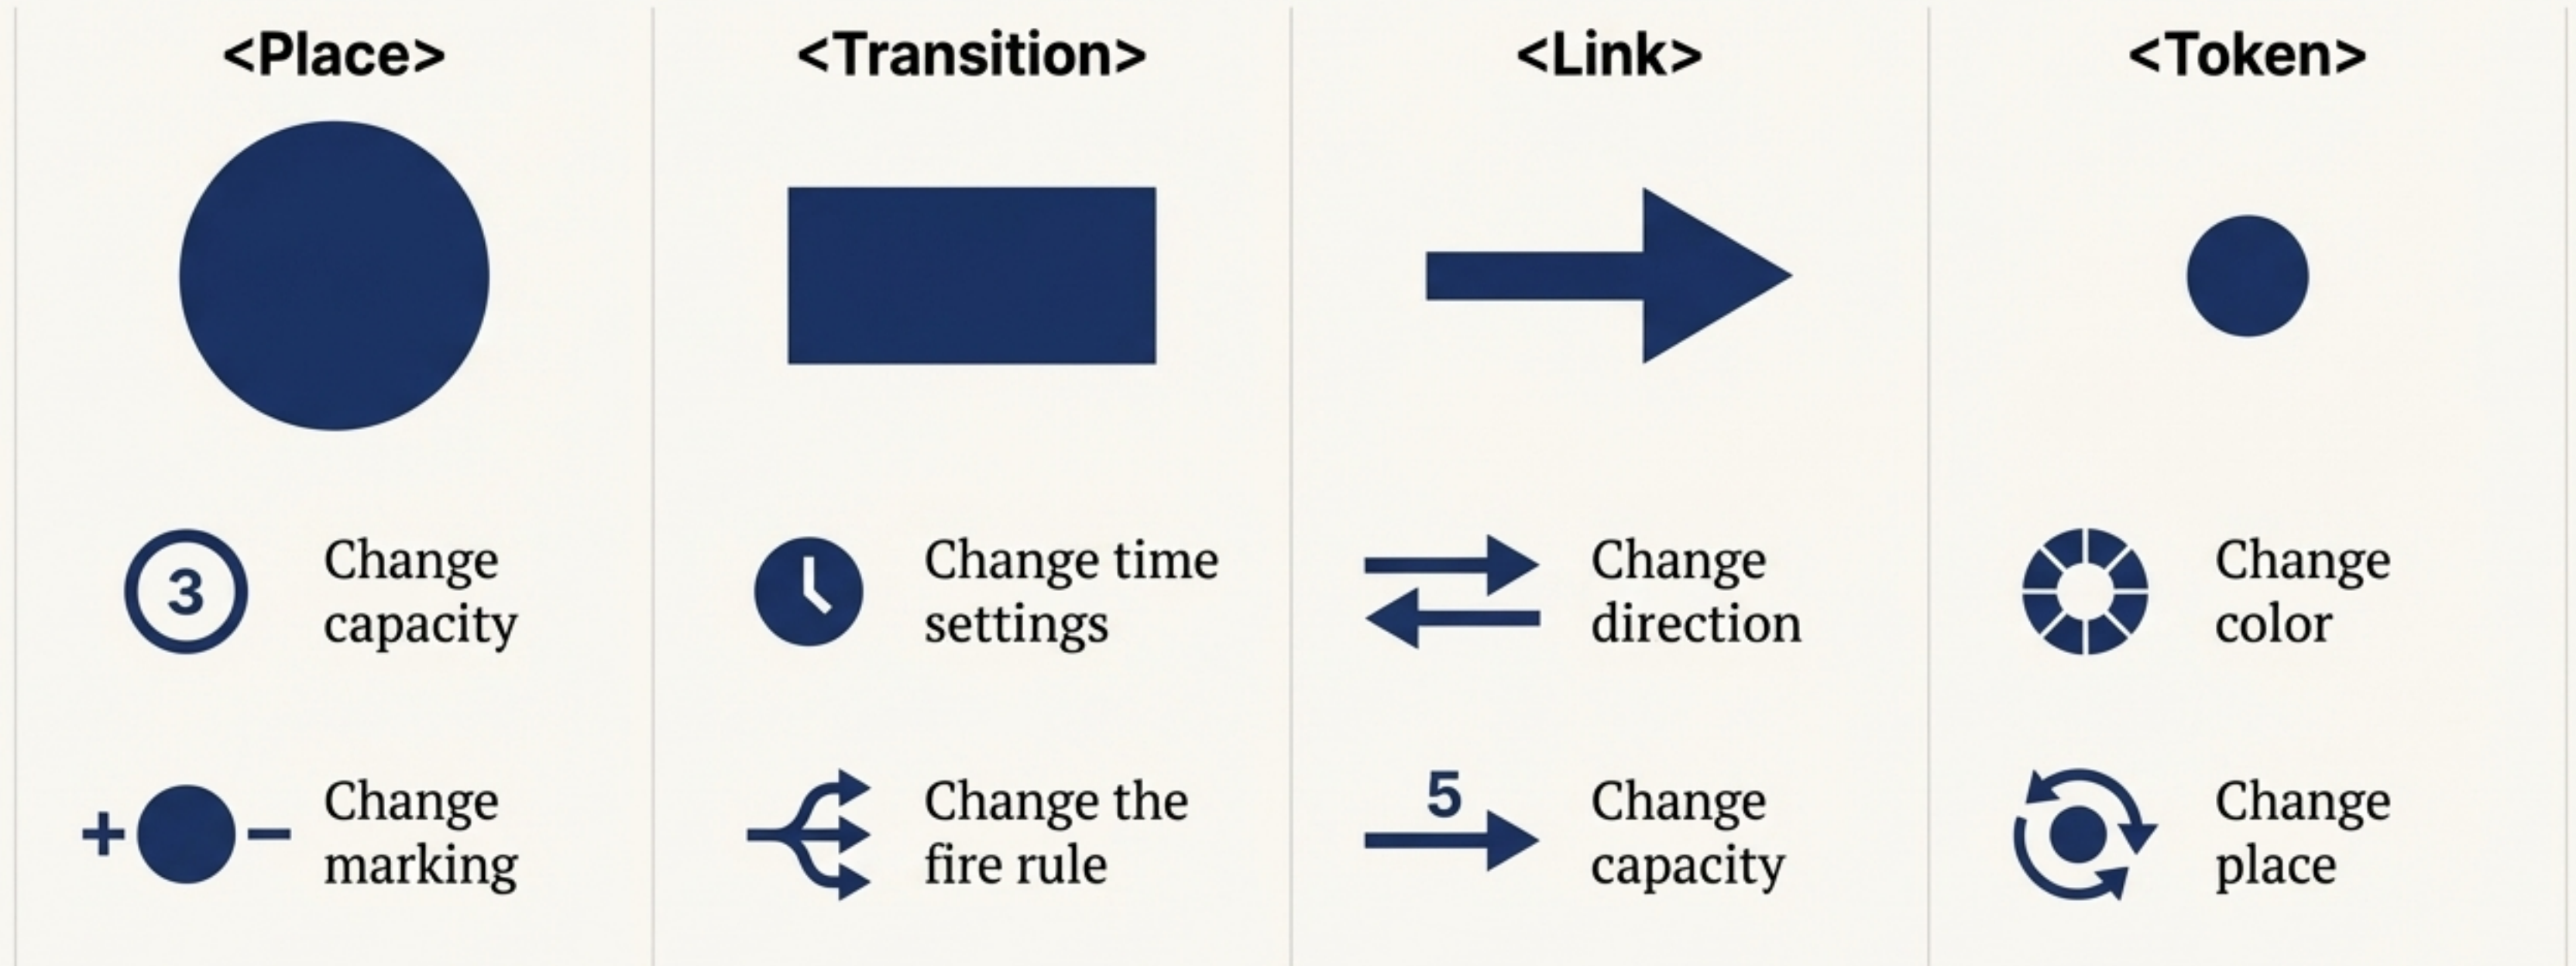 <Place>
3
Change
capacity
+
−
Change
marking
<Transition>
Change time
settings
Change the
fire rule
<Link>
Change
direction
5
Change
capacity
<Token>
Change
color
Change
place